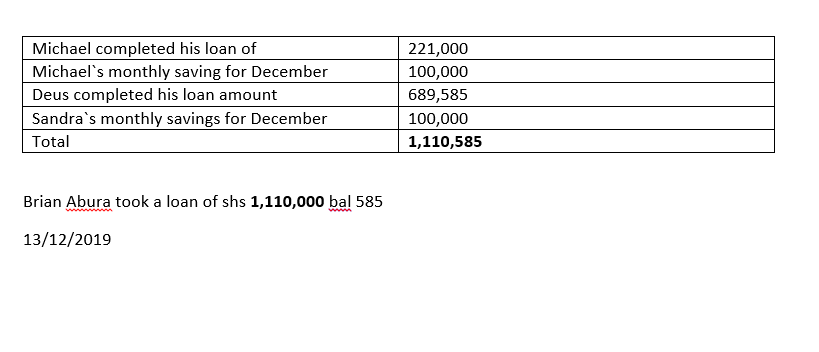 Michael completed his loan of 221,000
Michael`s monthly saving for December 100,000
Deus completed his loan amount 689,585
Sandra`s monthly savings for December 100,000
Total 1,110,585
Brian Abura took a loan of shs 1,110,000 bal 585
13/12/2019